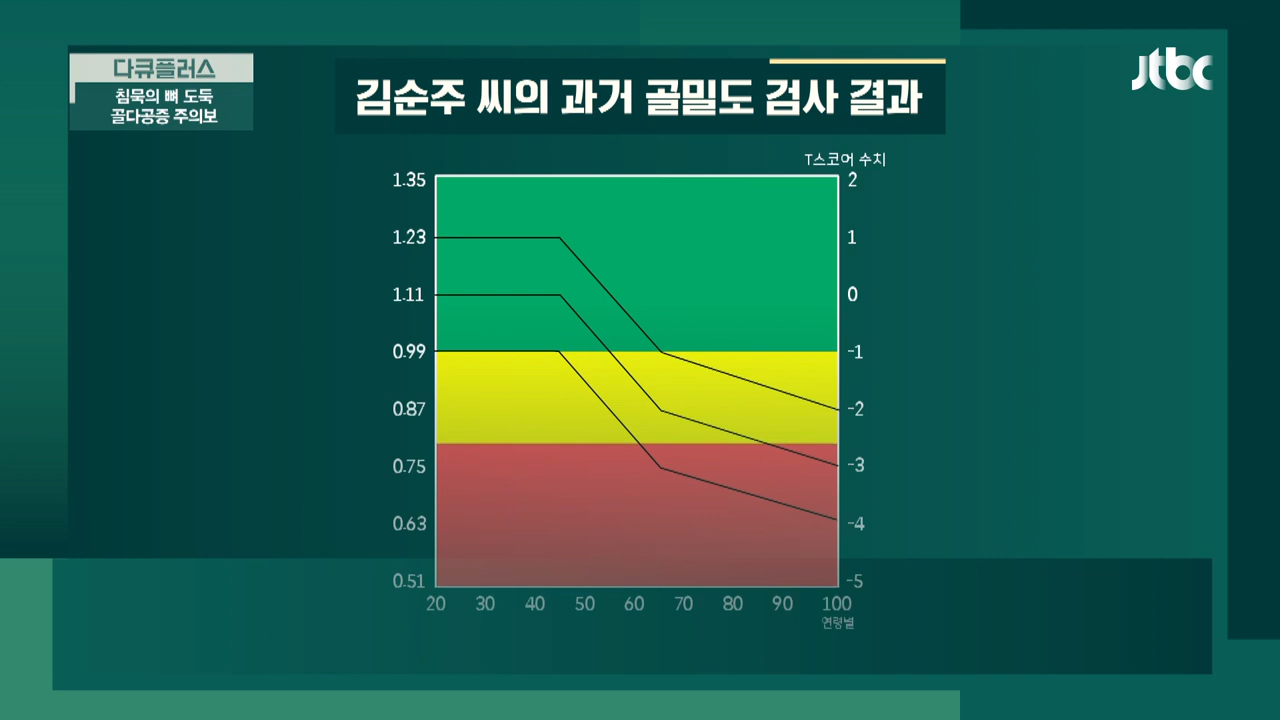 다큐플러스
침묵의 뼈 도둑
골다공증 주의보
jtbc
김순주 씨의 과거 골밀도 검사 결과
T스코어 수치
1.35
1.23
1.11
0.99
0.87
0.75
0.63
0.51
2
1
0
-1
-2
-3
-4
-5
20 30 40 50 60 70 80 90 100
연령별